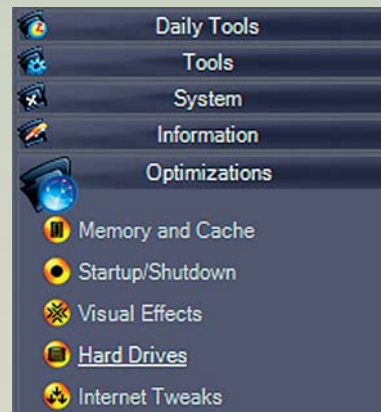 Daily Tools
Tools
System
Information
Optimizations
Memory and Cache
Startup/Shutdown
Visual Effects
Hard Drives
Internet Tweaks